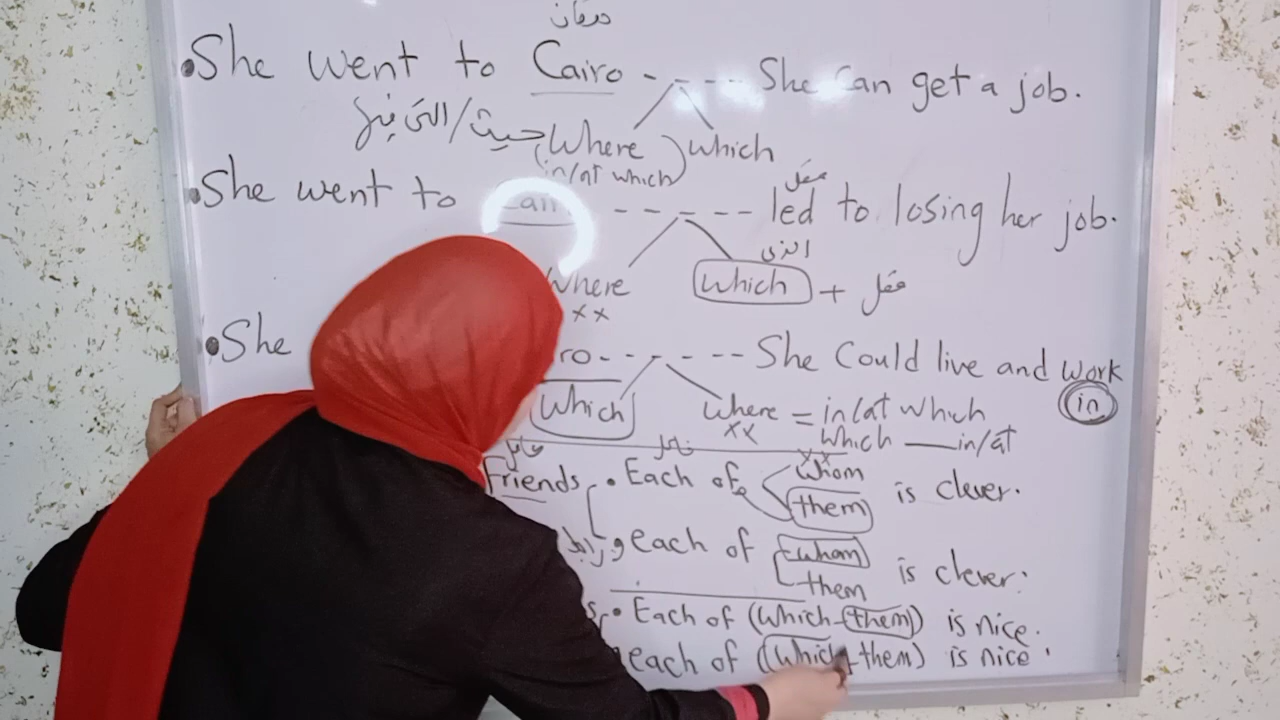 • She went to Cairo - - - - She Can get a job.
حيث/ where which
(in/at which)
• She went to - - - - - led to losing her job.
فعل
الذي
where which + فعل
xx
• She ro - - - - - She Could live and work in
which where = in/at which
xx which — in/at
xx
فاصل
Friends • Each of whom
them is clever.
, each of whom
them is clever.
• Each of (which - them) is nice.
each of (which - them) is nice.